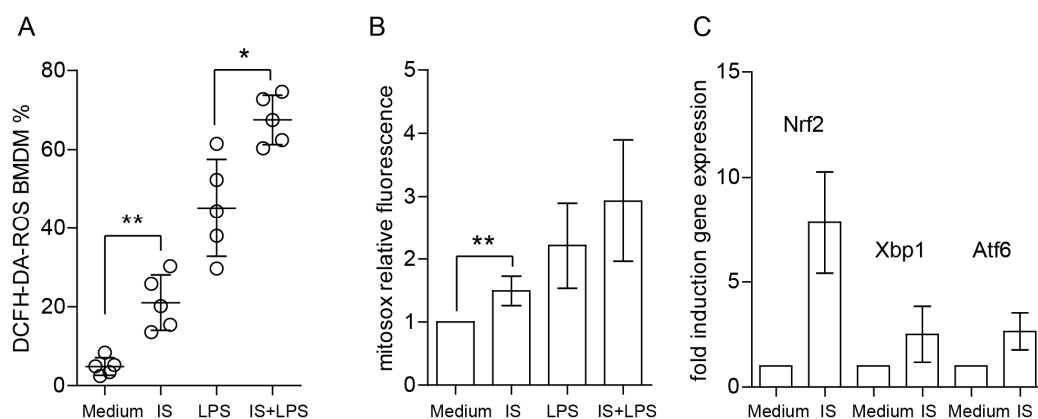 A
DCFH-DA-ROS BMDM %
80
60
40
20
0
**
*
Medium IS LPS IS+LPS
B
mitosox relative fluorescence
5
4
3
2
1
0
**
Medium IS LPS IS+LPS
C
fold induction gene expression
15
10
5
0
Nrf2
Xbp1 Atf6
Medium IS Medium IS Medium IS